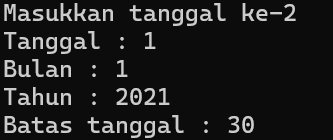 Masukkan tanggal ke-2
Tanggal : 1
Bulan : 1
Tahun : 2021
Batas tanggal : 30